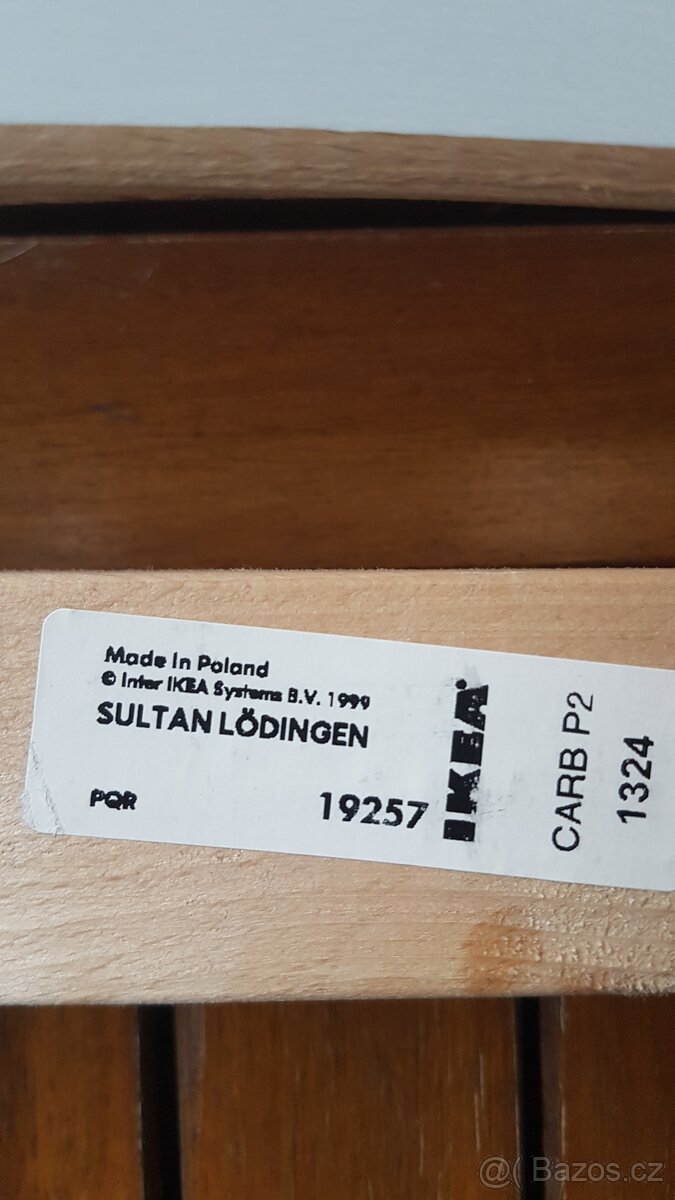 Made in Poland
© Inter IKEA Systems B.V. 1999
SULTAN LÖDINGEN
PQR
19257
IKEA
CARB P2
1324
@( Bazos.cz